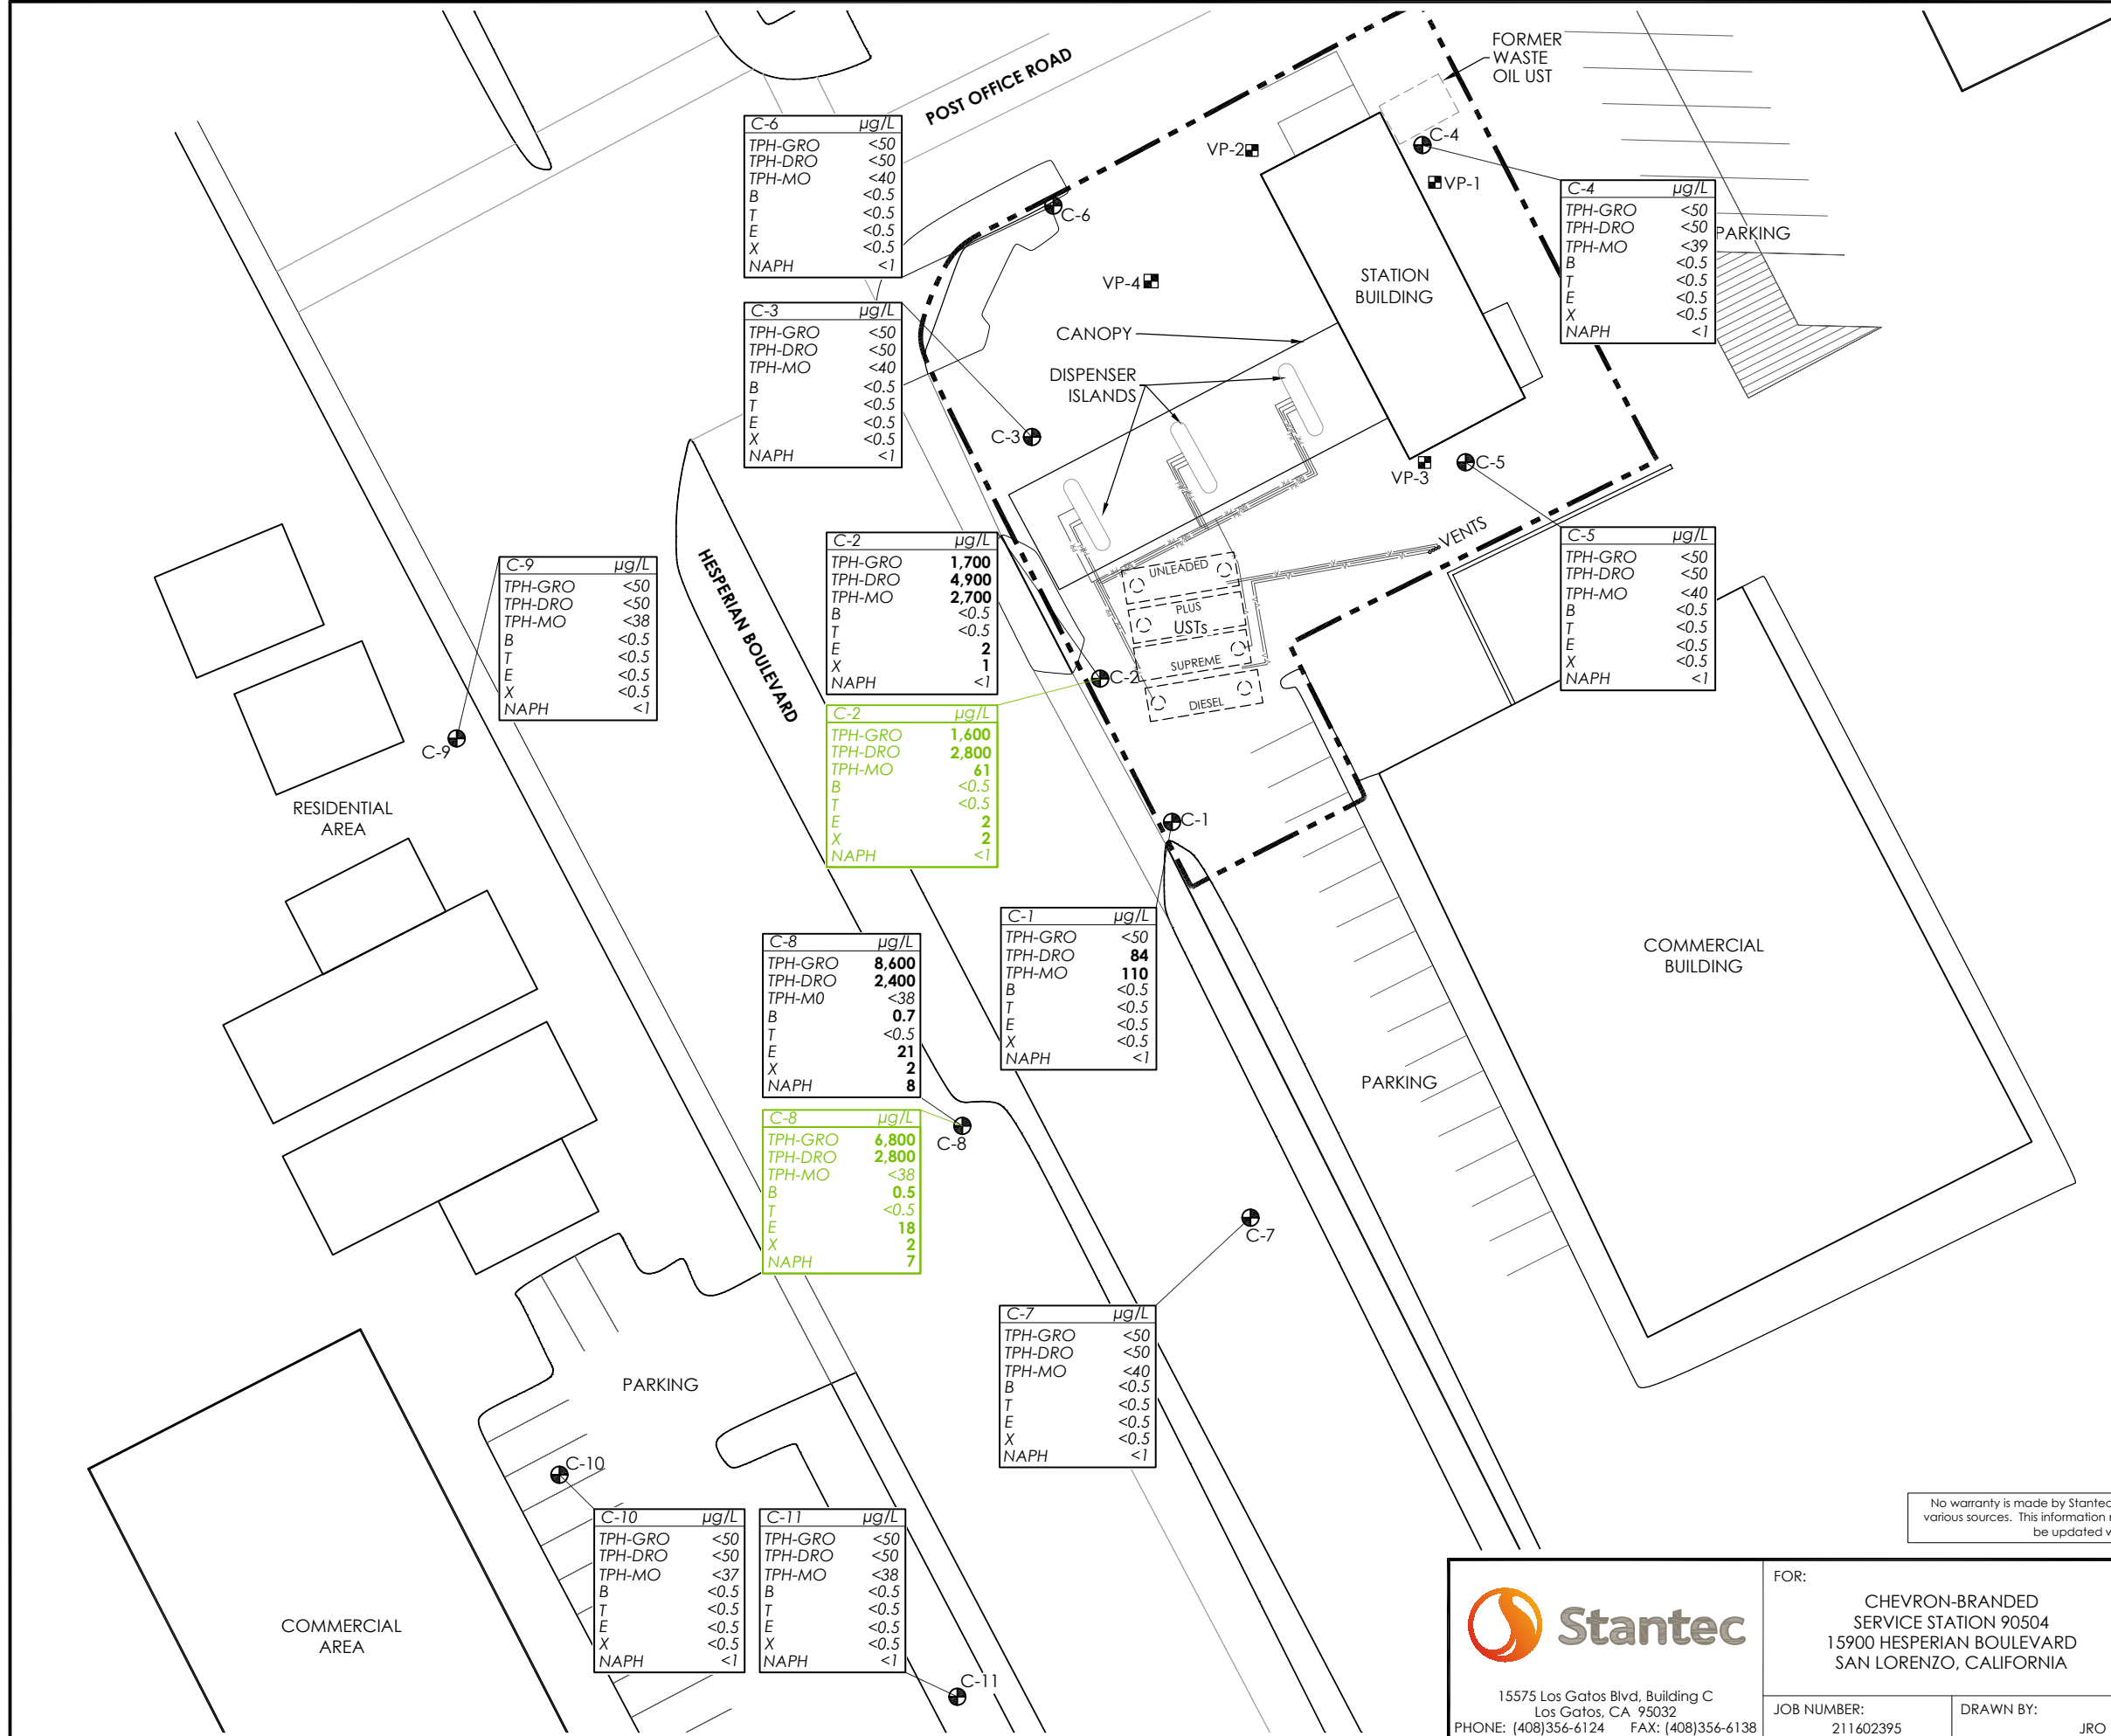 FORMER
WASTE
OIL UST
POST OFFICE ROAD
C-6 µg/L
TPH-GRO <50
TPH-DRO <50
TPH-MO <40
B <0.5
T <0.5
E <0.5
X <0.5
NAPH <1
VP-2
C-4
VP-1
C-4 µg/L
TPH-GRO <50
TPH-DRO <50
TPH-MO <39
B <0.5
T <0.5
E <0.5
X <0.5
NAPH <1
PARKING
C-6
VP-4
STATION
BUILDING
C-3 µg/L
TPH-GRO <50
TPH-DRO <50
TPH-MO <40
B <0.5
T <0.5
E <0.5
X <0.5
NAPH <1
CANOPY
DISPENSER
ISLANDS
C-3
VP-3
C-5
VENTS
C-5 µg/L
TPH-GRO <50
TPH-DRO <50
TPH-MO <40
B <0.5
T <0.5
E <0.5
X <0.5
NAPH <1
C-9 µg/L
TPH-GRO <50
TPH-DRO <50
TPH-MO <38
B <0.5
T <0.5
E <0.5
X <0.5
NAPH <1
HESPERIAN BOULEVARD
C-2 µg/L
TPH-GRO 1,700
TPH-DRO 4,900
TPH-MO 2,700
B <0.5
T <0.5
E 2
X 1
NAPH <1
UNLEADED
PLUS
USTs
SUPREME
DIESEL
C-2
C-2 µg/L
TPH-GRO 1,600
TPH-DRO 2,800
TPH-MO 61
B <0.5
T <0.5
E 2
X 2
NAPH <1
C-9
RESIDENTIAL
AREA
C-1
C-1 µg/L
TPH-GRO <50
TPH-DRO 84
TPH-MO 110
B <0.5
T <0.5
E <0.5
X <0.5
NAPH <1
C-8 µg/L
TPH-GRO 8,600
TPH-DRO 2,400
TPH-M0 <38
B 0.7
T <0.5
E 21
X 2
NAPH 8
COMMERCIAL
BUILDING
PARKING
C-8
C-8 µg/L
TPH-GRO 6,800
TPH-DRO 2,800
TPH-MO <38
B 0.5
T <0.5
E 18
X 2
NAPH 7
C-7
C-7 µg/L
TPH-GRO <50
TPH-DRO <50
TPH-MO <40
B <0.5
T <0.5
E <0.5
X <0.5
NAPH <1
PARKING
C-10
C-10 µg/L
TPH-GRO <50
TPH-DRO <50
TPH-MO <37
B <0.5
T <0.5
E <0.5
X <0.5
NAPH <1
C-11 µg/L
TPH-GRO <50
TPH-DRO <50
TPH-MO <38
B <0.5
T <0.5
E <0.5
X <0.5
NAPH <1
C-11
COMMERCIAL
AREA
No warranty is made by Stantec
various sources. This information
be updated
Stantec
15575 Los Gatos Blvd, Building C
Los Gatos, CA 95032
PHONE: (408)356-6124 FAX: (408)356-6138
FOR:
CHEVRON-BRANDED
SERVICE STATION 90504
15900 HESPERIAN BOULEVARD
SAN LORENZO, CALIFORNIA
JOB NUMBER:
211602395
DRAWN BY:
JRO